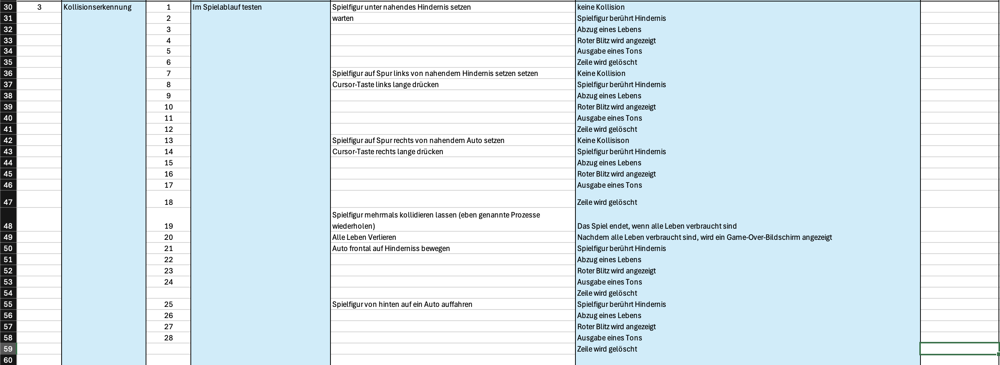 30 3 Kollisionserkennung 1 Im Spielablauf testen Spielfigur unter nahendes Hindernis setzen keine Kollision
31 2 warten Spielfigur berührt Hindernis
32 3 Abzug eines Lebens
33 4 Roter Blitz wird angezeigt
34 5 Ausgabe eines Tons
35 6 Zeile wird gelöscht
36 7 Spielfigur auf Spur links von nahendem Hindernis setzen setzen Keine Kollision
37 8 Cursor-Taste links lange drücken Spielfigur berührt Hindernis
38 9 Abzug eines Lebens
39 10 Roter Blitz wird angezeigt
40 11 Ausgabe eines Tons
41 12 Zeile wird gelöscht
42 13 Spielfigur auf Spur rechts von nahendem Auto setzen Keine Kollisison
43 14 Cursor-Taste rechts lange drücken Spielfigur berührt Hindernis
44 15 Abzug eines Lebens
45 16 Roter Blitz wird angezeigt
46 17 Ausgabe eines Tons
47 18 Zeile wird gelöscht
Spielfigur mehrmals kollidieren lassen (eben genannte Prozesse
48 19 wiederholen) Das Spiel endet, wenn alle Leben verbraucht sind
49 20 Alle Leben Verlieren Nachdem alle Leben verbraucht sind, wird ein Game-Over-Bildschirm angezeigt
50 21 Auto frontal auf Hinderniss bewegen Spielfigur berührt Hindernis
51 22 Abzug eines Lebens
52 23 Roter Blitz wird angezeigt
53 24 Ausgabe eines Tons
54 Zeile wird gelöscht
55 25 Spielfigur von hinten auf ein Auto auffahren Spielfigur berührt Hindernis
56 26 Abzug eines Lebens
57 27 Roter Blitz wird angezeigt
58 28 Ausgabe eines Tons
59 Zeile wird gelöscht
60